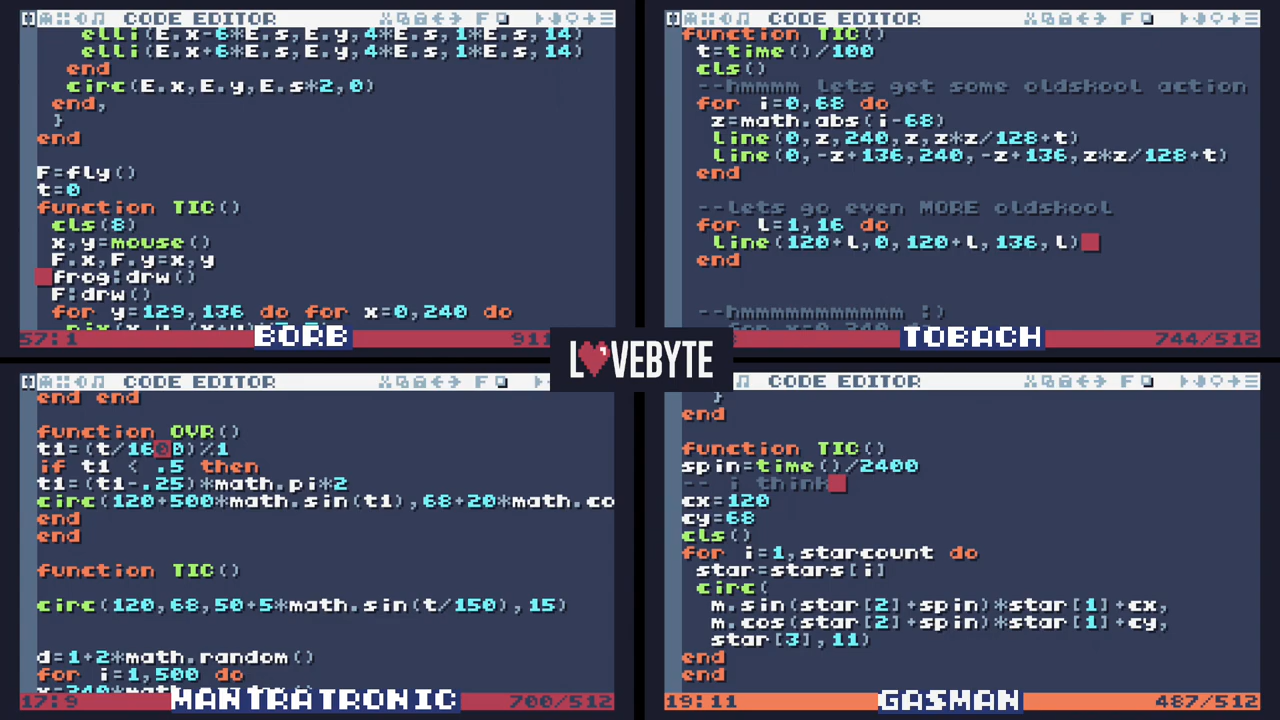 CODE EDITOR F
elli(E.x-6*E.s,E.y,4*E.s,1*E.s,14)
elli(E.x+6*E.s,E.y,4*E.s,1*E.s,14)
end
circ(E.x,E.y,E.s*2,0)
end,
}
end
F=fly()
t=0
function TIC()
cls(8)
x,y=mouse()
F.x,F.y=x,y
frog:drw()
F:drw()
for y=129,136 do for x=0,240 do
57:1
BORB
911
CODE EDITOR F
function TIC()
t=time()/100
cls()
--hmmmm lets get some oldskool action
for i=0,68 do
z=math.abs(i-68)
line(0,z,240,z,z*z/128+t)
line(0,-z+136,240,-z+136,z*z/128+t)
end
--lets go even MORE oldskool
for l=1,16 do
line(120+l,0,120+l,136,l)
end
--hmmmmmmmmmmm :)
TOBACH
744/512
LOVEBYTE
CODE EDITOR F
end end
function OVR()
t1=(t/1600)%1
if t1 < .5 then
t1=(t1-.25)*math.pi*2
circ(120+500*math.sin(t1),68+20*math.co
end
end
function TIC()
circ(120,68,50+5*math.sin(t/150),15)
d=1+2*math.random()
for i=1,500 do
17:9
MANTRATRONIC
700/512
CODE EDITOR F
}
end
function TIC()
spin=time()/2400
-- i think
cx=120
cy=68
cls()
for i=1,starcount do
star=stars[i]
circ(
m.sin(star[2]+spin)*star[1]+cx,
m.cos(star[2]+spin)*star[1]+cy,
star[3],11)
end
end
19:11
GASMAN
487/512